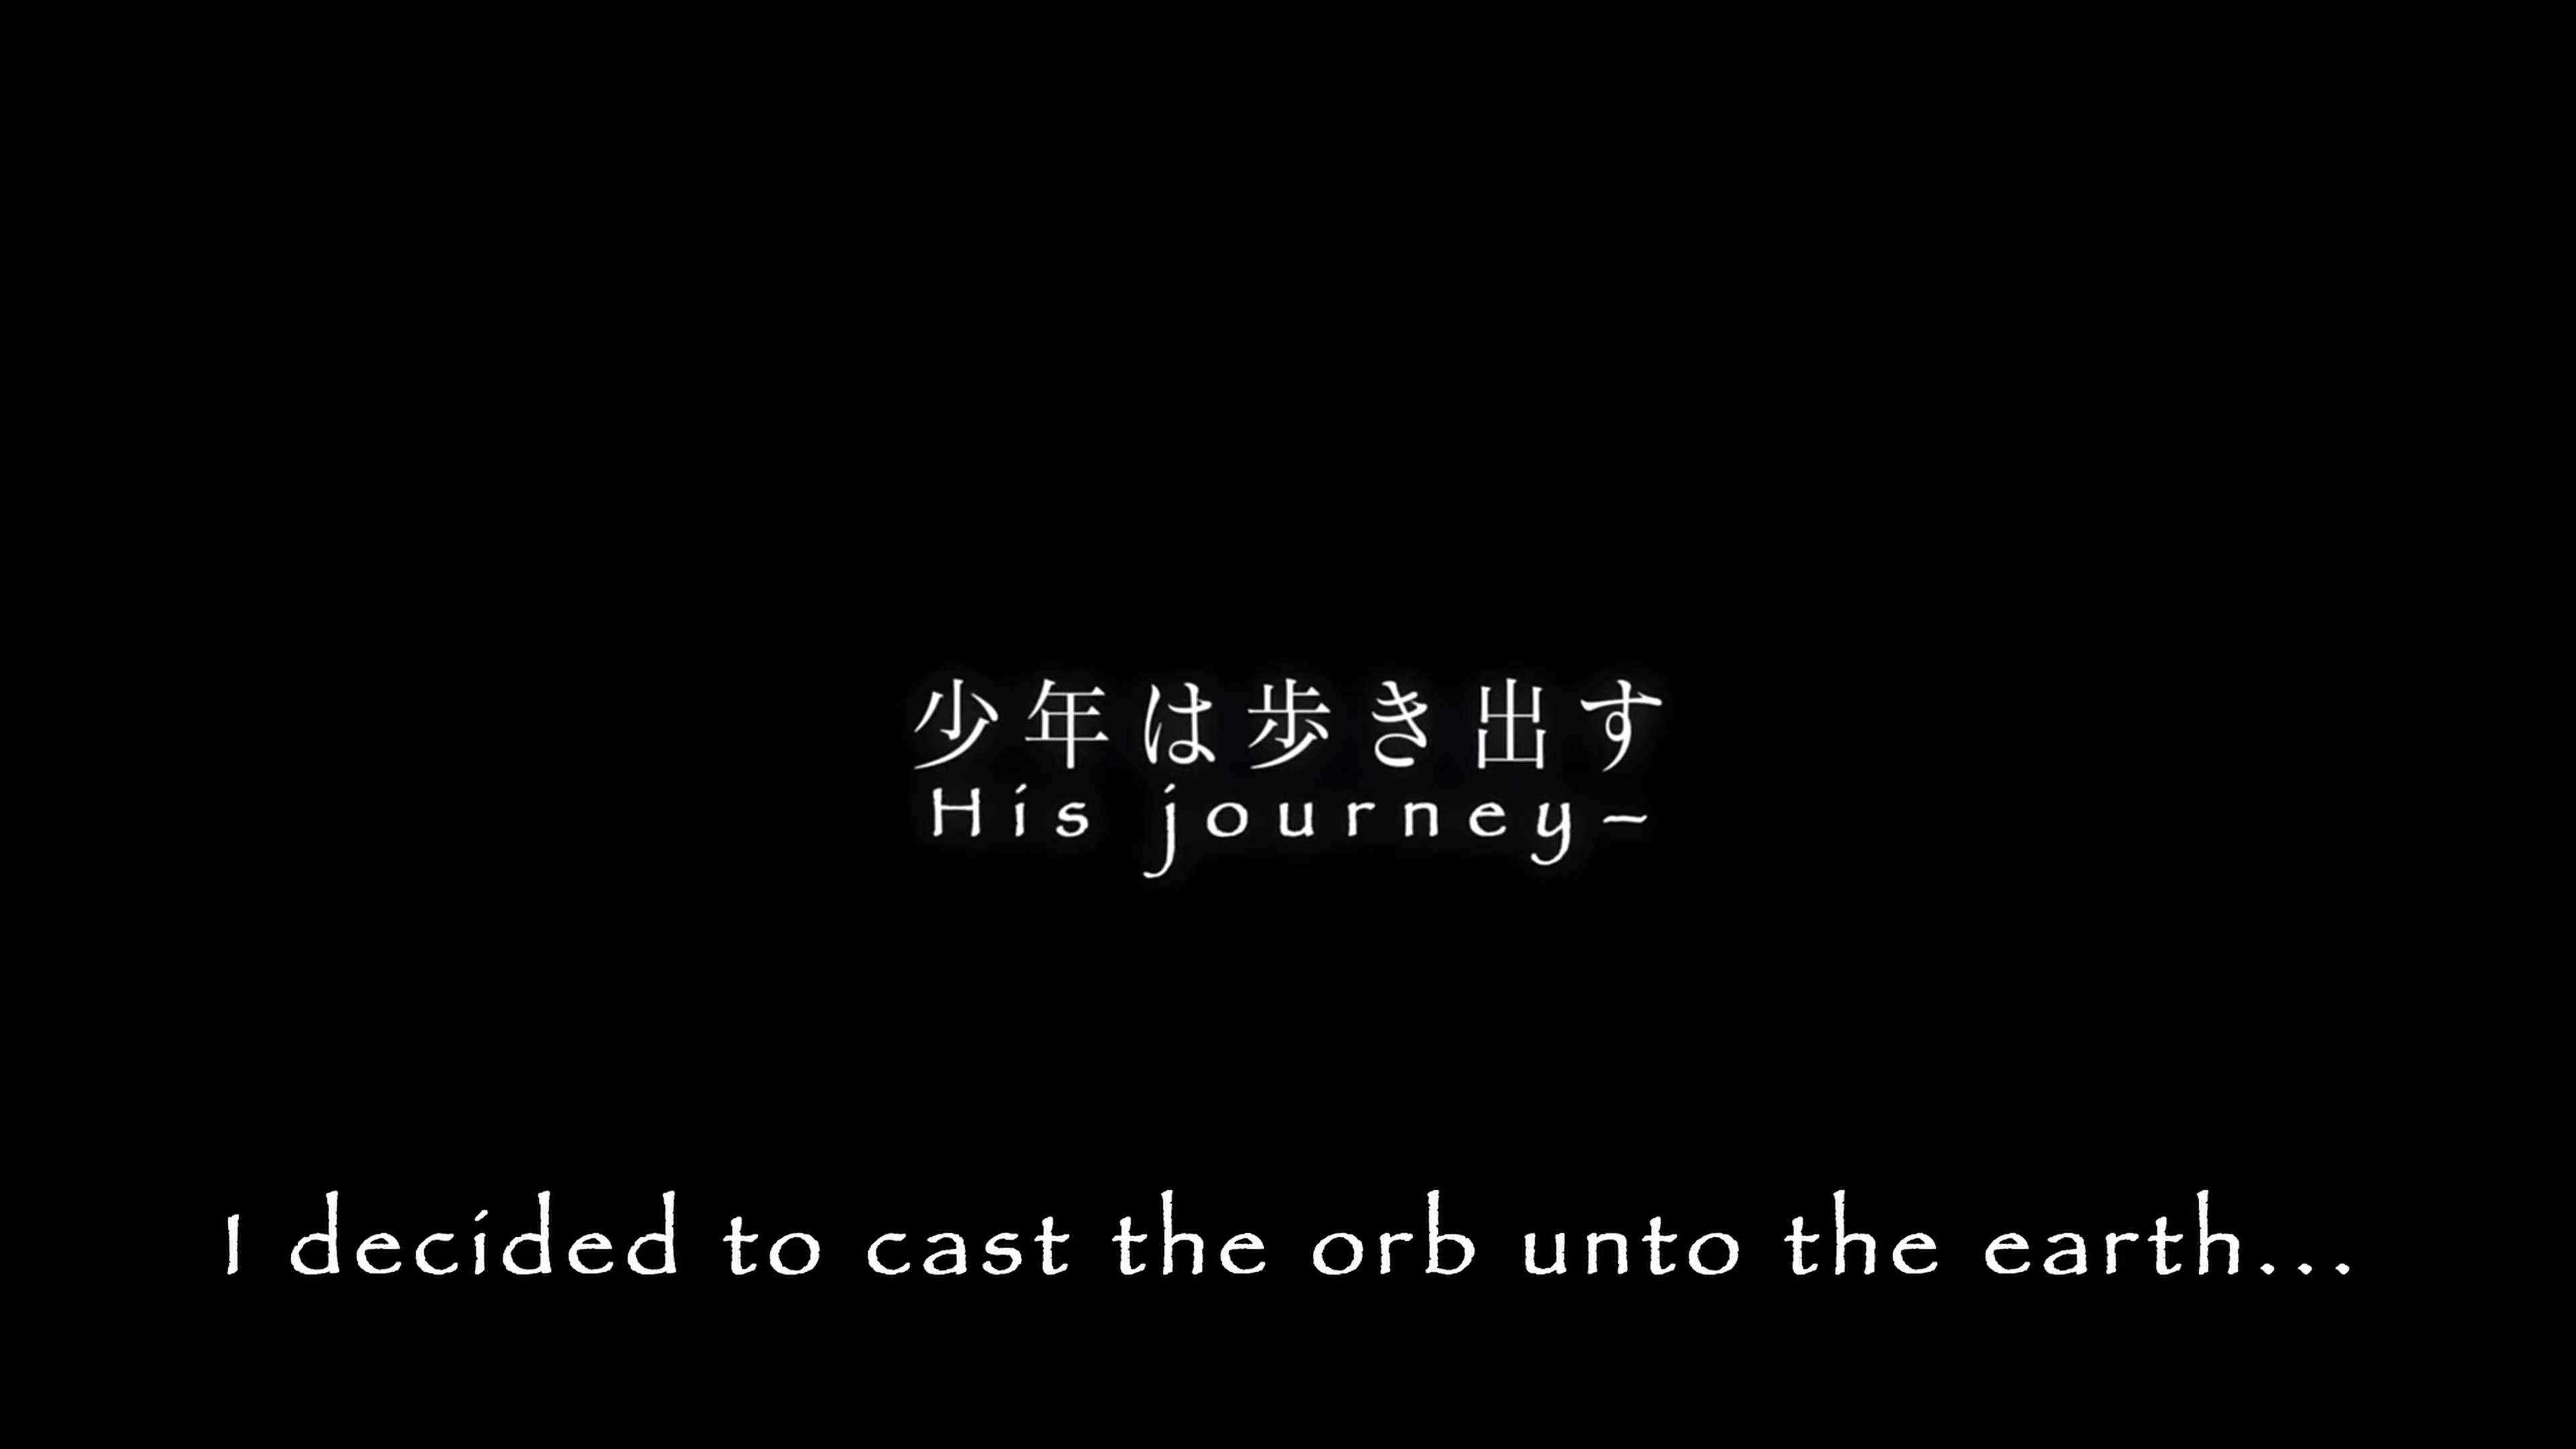 少年は歩き出す
His journey–
I decided to cast the orb unto the earth...